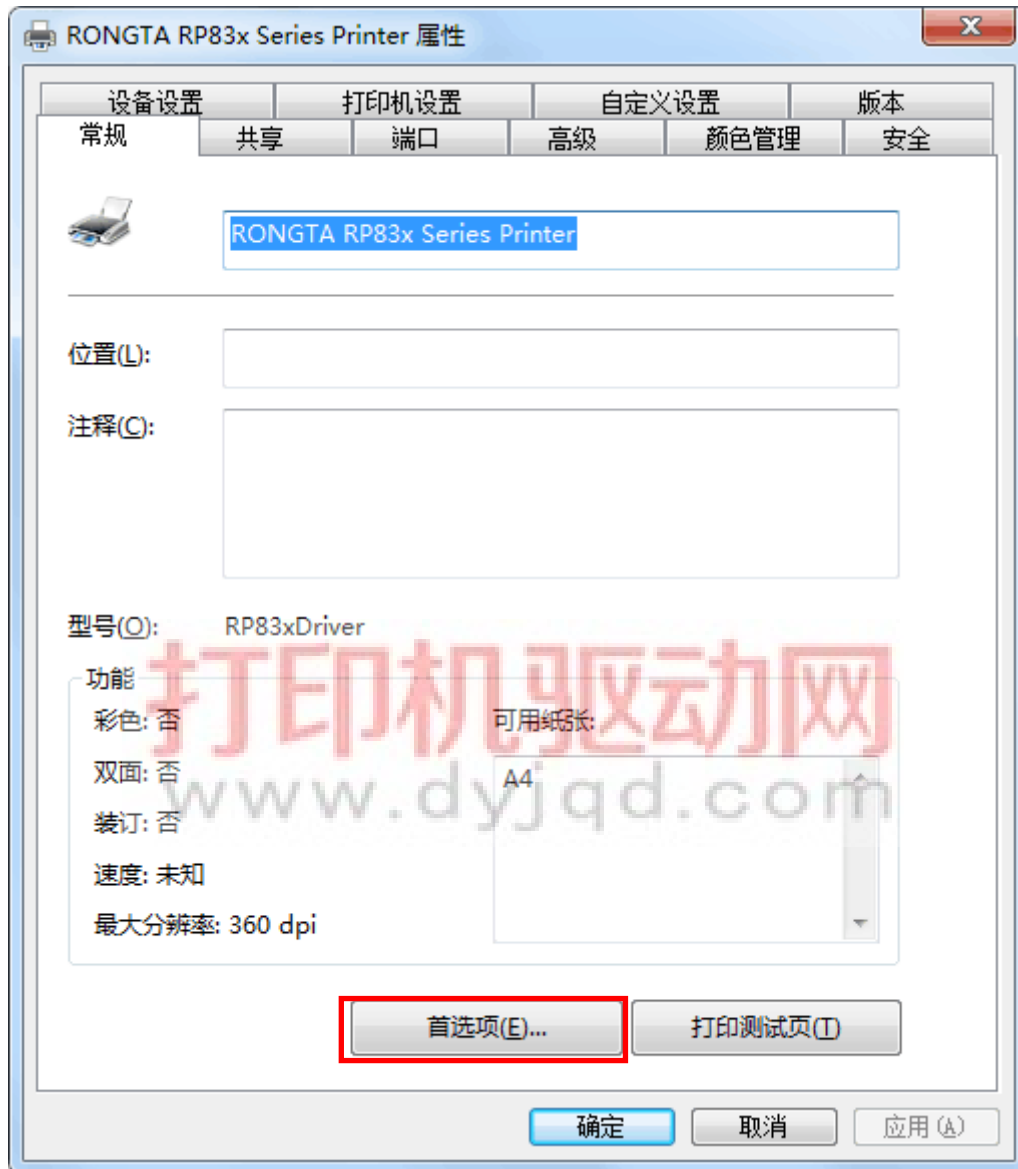 RONGTA RP83x Series Printer 属性
设备设置 打印机设置 自定义设置 版本
常规 共享 端口 高级 颜色管理 安全
RONGTA RP83x Series Printer
位置(L):
注释(C):
型号(O): RP83xDriver
打印机驱动网
www.dyjqd.com
功能
彩色: 否 可用纸张:
双面: 否 A4
装订: 否
速度: 未知
最大分辨率: 360 dpi
首选项(E)... 打印测试页(T)
确定 取消 应用(A)